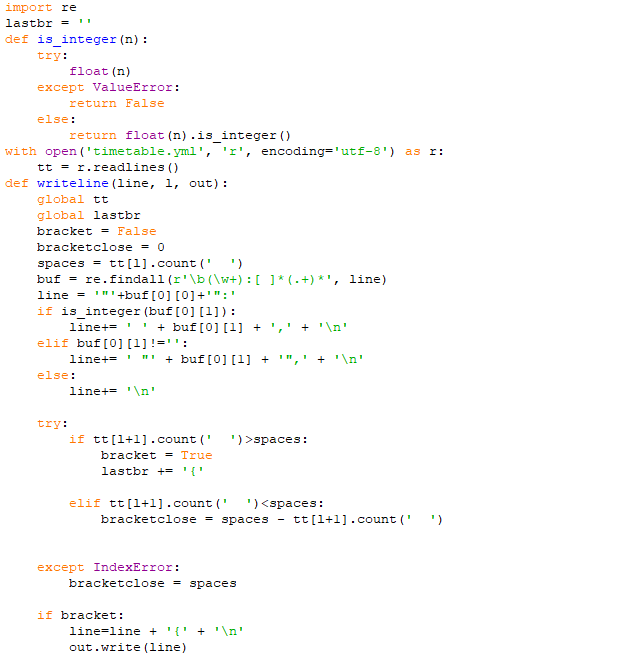 import re
lastbr = ''
def is_integer(n):
    try:
        float(n)
    except ValueError:
        return False
    else:
        return float(n).is_integer()
with open('timetable.yml', 'r', encoding='utf-8') as r:
    tt = r.readlines()
def writeline(line, l, out):
    global tt
    global lastbr
    bracket = False
    bracketclose = 0
    spaces = tt[l].count('  ')
    buf = re.findall(r'\b(\w+):[ ]*(.+)*', line)
    line = '"'+buf[0][0]+'":'
    if is_integer(buf[0][1]):
        line+= ' ' + buf[0][1] + ',' + '\n'
    elif buf[0][1]!='':
        line+= ' "' + buf[0][1] + '",' + '\n'
    else:
        line+= '\n'

    try:
        if tt[l+1].count('  ')>spaces:
            bracket = True
            lastbr += '{'

        elif tt[l+1].count('  ')<spaces:
            bracketclose = spaces - tt[l+1].count('  ')


    except IndexError:
        bracketclose = spaces

    if bracket:
        line=line + '{' + '\n'
        out.write(line)